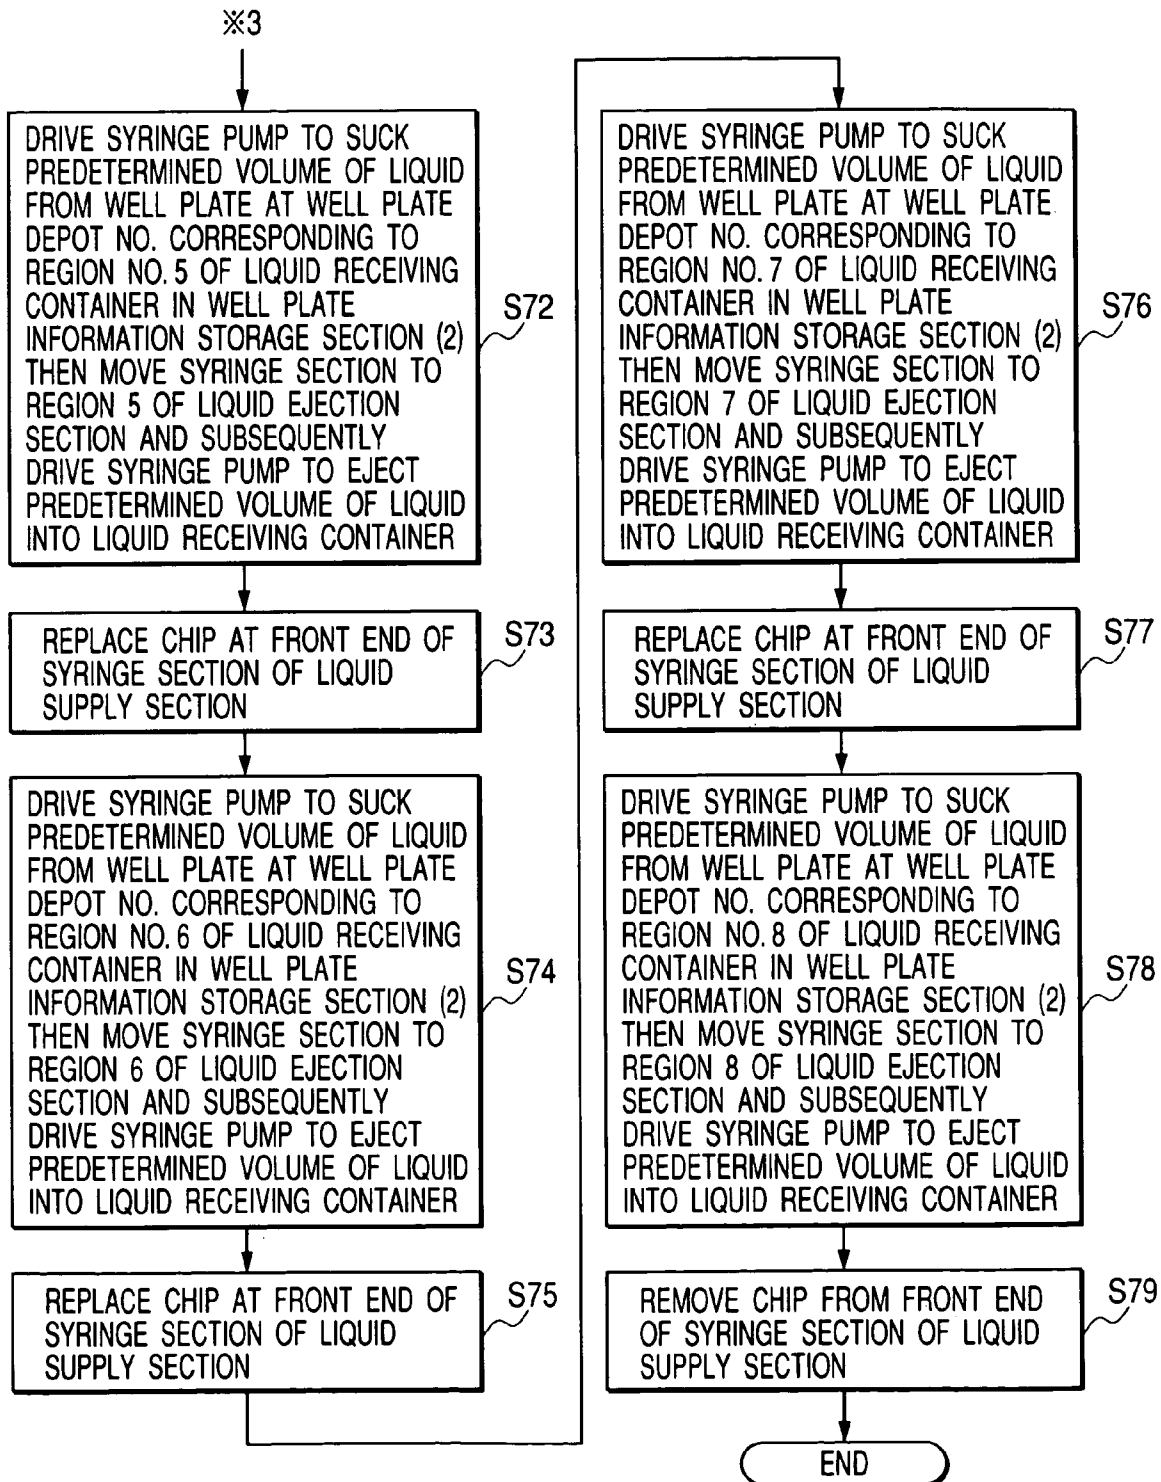 ※3
DRIVE SYRINGE PUMP TO SUCK
PREDETERMINED VOLUME OF LIQUID
FROM WELL PLATE AT WELL PLATE
DEPOT NO. CORRESPONDING TO
REGION NO. 5 OF LIQUID RECEIVING
CONTAINER IN WELL PLATE
INFORMATION STORAGE SECTION (2)
THEN MOVE SYRINGE SECTION TO
REGION 5 OF LIQUID EJECTION
SECTION AND SUBSEQUENTLY
DRIVE SYRINGE PUMP TO EJECT
PREDETERMINED VOLUME OF LIQUID
INTO LIQUID RECEIVING CONTAINER
S72
REPLACE CHIP AT FRONT END OF
SYRINGE SECTION OF LIQUID
SUPPLY SECTION
S73
DRIVE SYRINGE PUMP TO SUCK
PREDETERMINED VOLUME OF LIQUID
FROM WELL PLATE AT WELL PLATE
DEPOT NO. CORRESPONDING TO
REGION NO. 6 OF LIQUID RECEIVING
CONTAINER IN WELL PLATE
INFORMATION STORAGE SECTION (2)
THEN MOVE SYRINGE SECTION TO
REGION 6 OF LIQUID EJECTION
SECTION AND SUBSEQUENTLY
DRIVE SYRINGE PUMP TO EJECT
PREDETERMINED VOLUME OF LIQUID
INTO LIQUID RECEIVING CONTAINER
S74
REPLACE CHIP AT FRONT END OF
SYRINGE SECTION OF LIQUID
SUPPLY SECTION
S75
DRIVE SYRINGE PUMP TO SUCK
PREDETERMINED VOLUME OF LIQUID
FROM WELL PLATE AT WELL PLATE
DEPOT NO. CORRESPONDING TO
REGION NO. 7 OF LIQUID RECEIVING
CONTAINER IN WELL PLATE
INFORMATION STORAGE SECTION (2)
THEN MOVE SYRINGE SECTION TO
REGION 7 OF LIQUID EJECTION
SECTION AND SUBSEQUENTLY
DRIVE SYRINGE PUMP TO EJECT
PREDETERMINED VOLUME OF LIQUID
INTO LIQUID RECEIVING CONTAINER
S76
REPLACE CHIP AT FRONT END OF
SYRINGE SECTION OF LIQUID
SUPPLY SECTION
S77
DRIVE SYRINGE PUMP TO SUCK
PREDETERMINED VOLUME OF LIQUID
FROM WELL PLATE AT WELL PLATE
DEPOT NO. CORRESPONDING TO
REGION NO. 8 OF LIQUID RECEIVING
CONTAINER IN WELL PLATE
INFORMATION STORAGE SECTION (2)
THEN MOVE SYRINGE SECTION TO
REGION 8 OF LIQUID EJECTION
SECTION AND SUBSEQUENTLY
DRIVE SYRINGE PUMP TO EJECT
PREDETERMINED VOLUME OF LIQUID
INTO LIQUID RECEIVING CONTAINER
S78
REMOVE CHIP FROM FRONT END
OF SYRINGE SECTION OF LIQUID
SUPPLY SECTION
S79
END